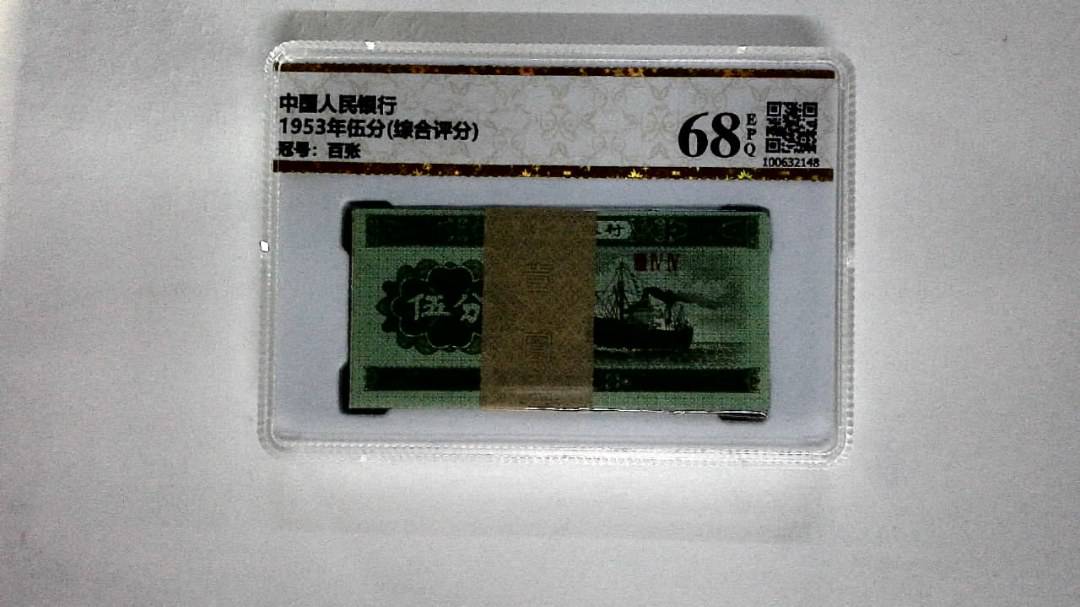 中国人民银行
1953年伍分(综合评分)
冠号：百张
68
EPQ
100632148
伍分
ⅣⅣ